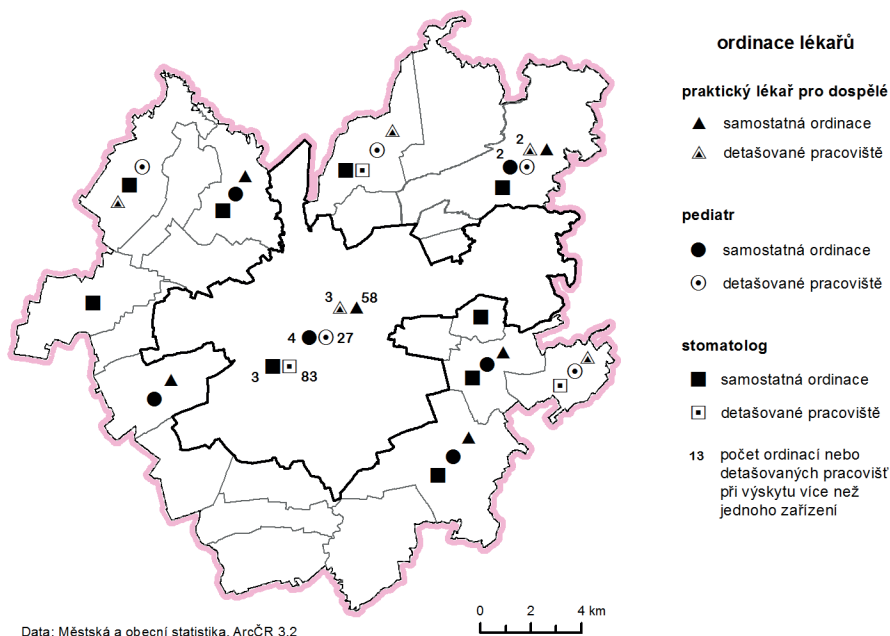 ordinace lékařů
praktický lékař pro dospělé
samostatná ordinace
detašované pracoviště
pediatr
samostatná ordinace
detašované pracoviště
stomatolog
samostatná ordinace
detašované pracoviště
13 počet ordinací nebo
detašovaných pracovišť
při výskytu více než
jednoho zařízení
2
2
3 58
4 27
3 83
0 2 4 km
Data: Městská a obecní statistika, ArcČR 3.2